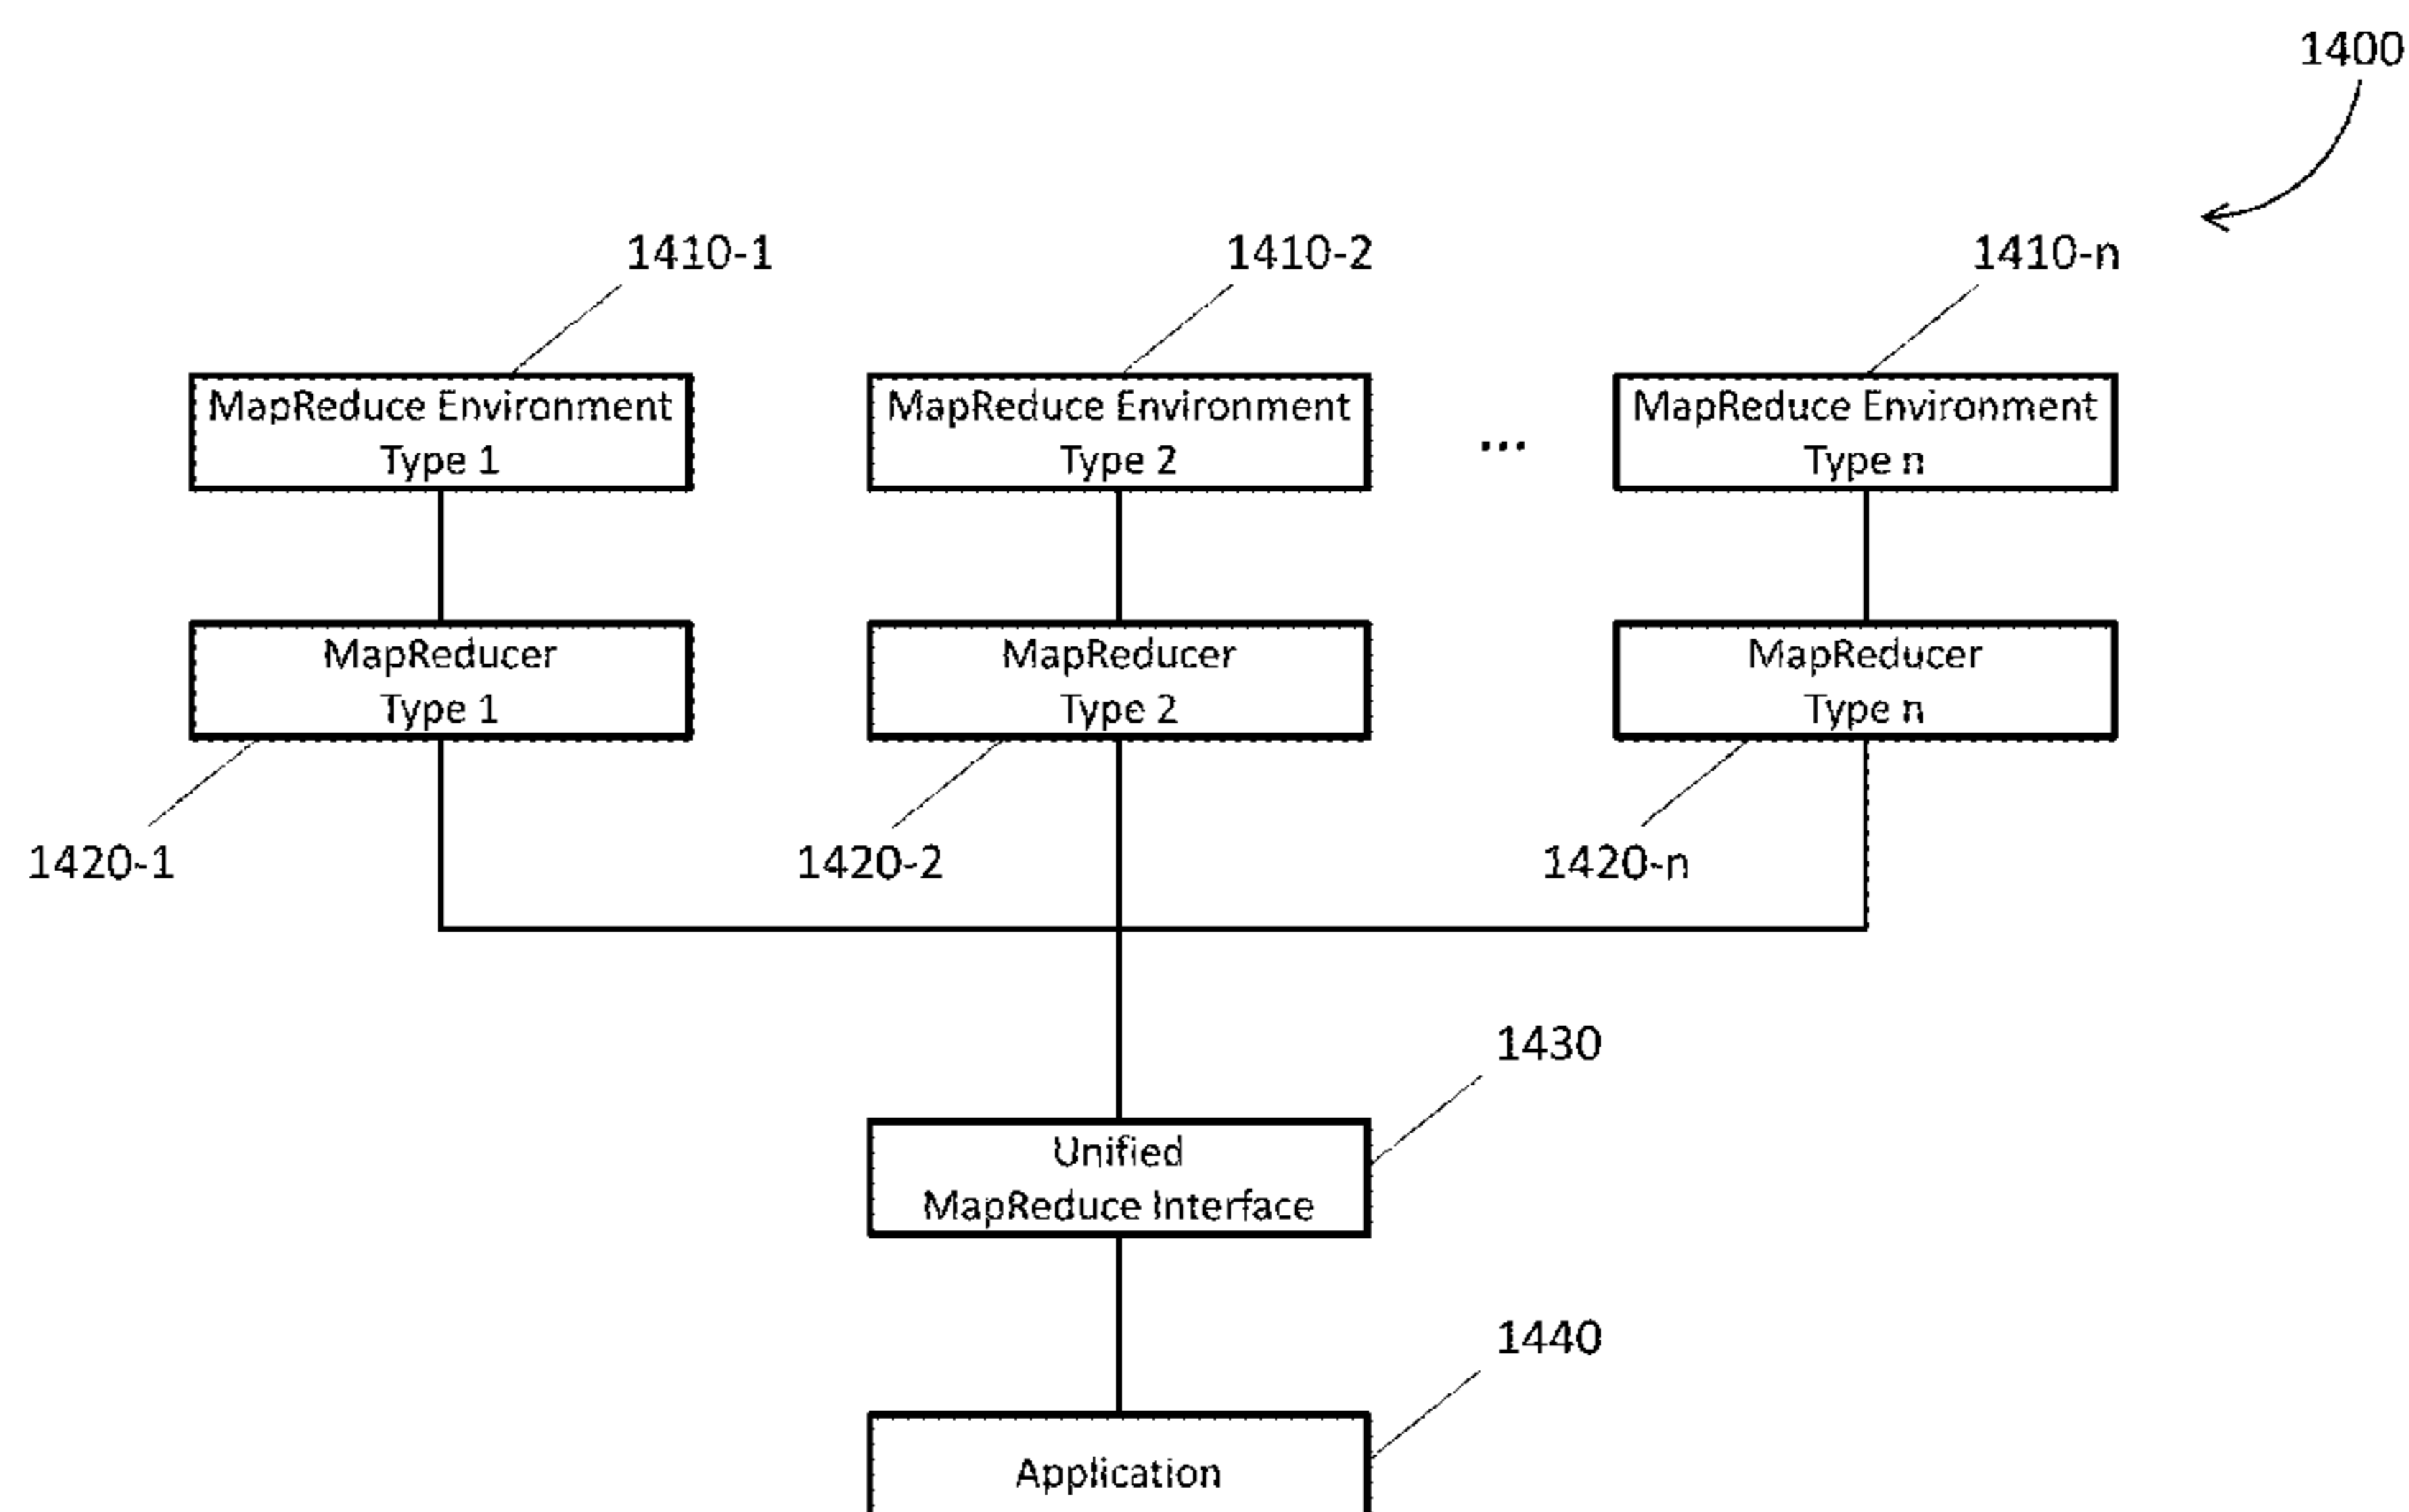 1400
1410-1
1410-2
1410-n
MapReduce Environment
Type 1
MapReduce Environment
Type 2
...
MapReduce Environment
Type n
MapReducer
Type 1
MapReducer
Type 2
MapReducer
Type n
1420-1
1420-2
1420-n
1430
Unified
MapReduce Interface
1440
Application